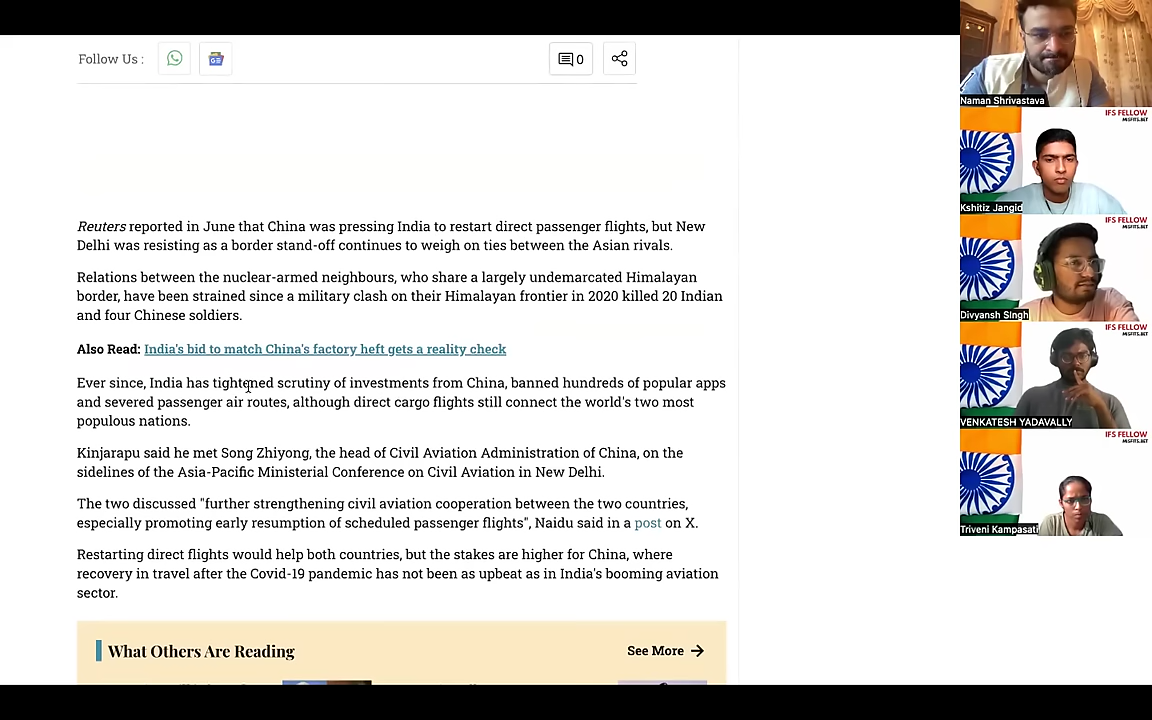 Follow Us :
0
Reuters reported in June that China was pressing India to restart direct passenger flights, but New
Delhi was resisting as a border stand-off continues to weigh on ties between the Asian rivals.
Relations between the nuclear-armed neighbours, who share a largely undemarcated Himalayan
border, have been strained since a military clash on their Himalayan frontier in 2020 killed 20 Indian
and four Chinese soldiers.
Also Read: India's bid to match China's factory heft gets a reality check
Ever since, India has tightened scrutiny of investments from China, banned hundreds of popular apps
and severed passenger air routes, although direct cargo flights still connect the world's two most
populous nations.
Kinjarapu said he met Song Zhiyong, the head of Civil Aviation Administration of China, on the
sidelines of the Asia-Pacific Ministerial Conference on Civil Aviation in New Delhi.
The two discussed "further strengthening civil aviation cooperation between the two countries,
especially promoting early resumption of scheduled passenger flights", Naidu said in a post on X.
Restarting direct flights would help both countries, but the stakes are higher for China, where
recovery in travel after the Covid-19 pandemic has not been as upbeat as in India's booming aviation
sector.
What Others Are Reading
See More
Naman Shrivastava
IFS FELLOW
MISFITS.NET
Kshitiz Jangid
IFS FELLOW
MISFITS.NET
Divyansh Singh
IFS FELLOW
MISFITS.NET
VENKATESH YADAVALLY
IFS FELLOW
MISFITS.NET
Triveni Kampasati